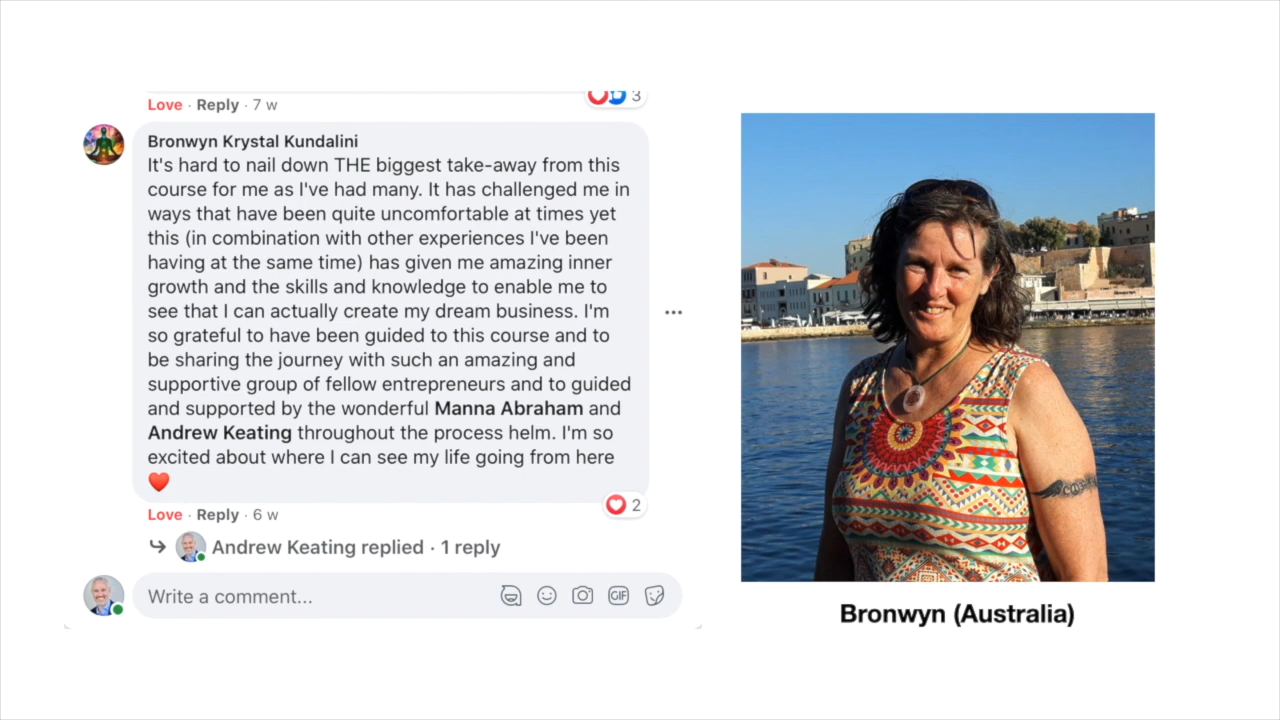 Love · Reply · 7 w
3
Bronwyn Krystal Kundalini
It's hard to nail down THE biggest take-away from this
course for me as I've had many. It has challenged me in
ways that have been quite uncomfortable at times yet
this (in combination with other experiences I've been
having at the same time) has given me amazing inner
growth and the skills and knowledge to enable me to
see that I can actually create my dream business. I'm
so grateful to have been guided to this course and to
be sharing the journey with such an amazing and
supportive group of fellow entrepreneurs and to guided
and supported by the wonderful Manna Abraham and
Andrew Keating throughout the process helm. I'm so
excited about where I can see my life going from here
❤️
2
Love · Reply · 6 w
Andrew Keating replied · 1 reply
Write a comment...
GIF
Bronwyn (Australia)